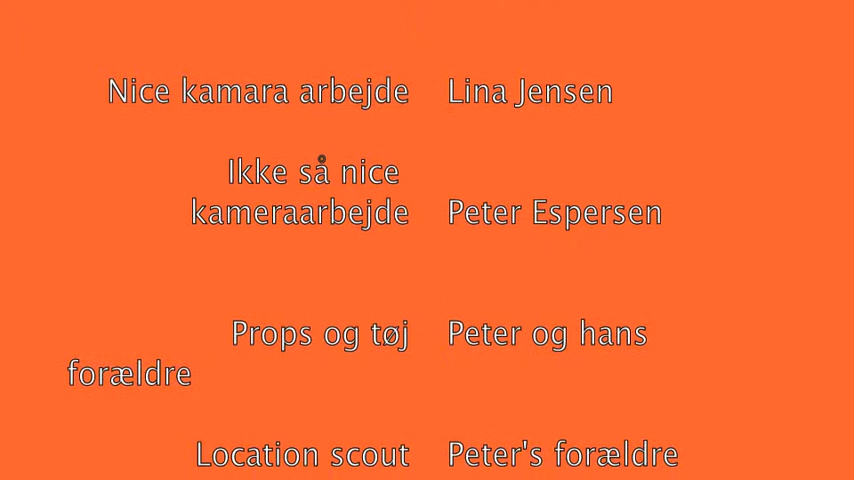 Nice kamara arbejde Lina Jensen
Ikke så nice
kameraarbejde Peter Espersen
Props og tøj Peter og hans
forældre
Location scout Peter's forældre